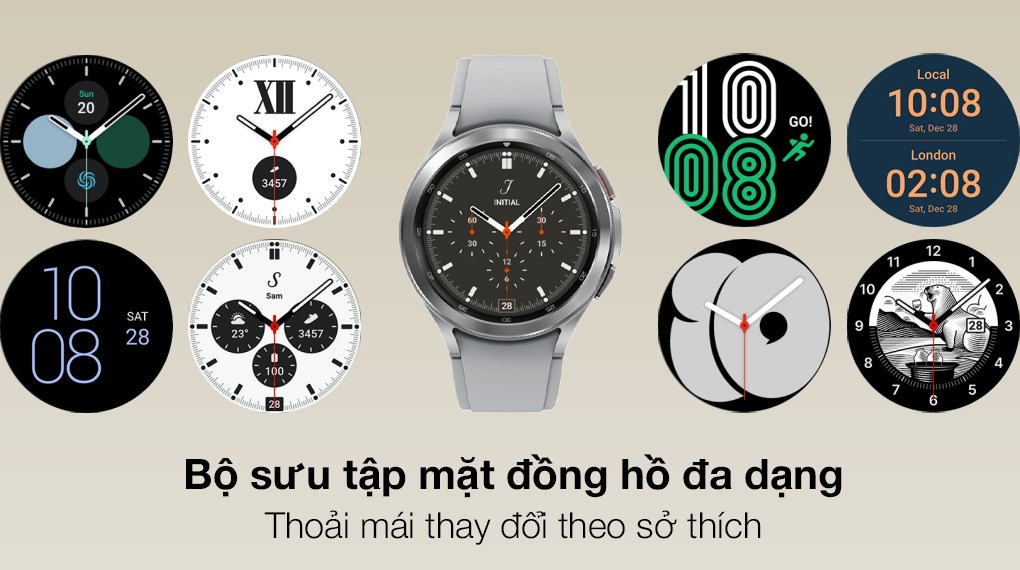 Sun
20
XII
3457
10
08
SAT
28
S
Sam
23°
3457
100
28
J
INITIAL
60
30
30
15
12
6
28
10
08
GO!
Local
10:08
Sat, Dec 28
London
02:08
Sat, Dec 28
12
11
1
10
2
9
28
3
8
4
7
5
6
Bộ sưu tập mặt đồng hồ đa dạng
Thoải mái thay đổi theo sở thích